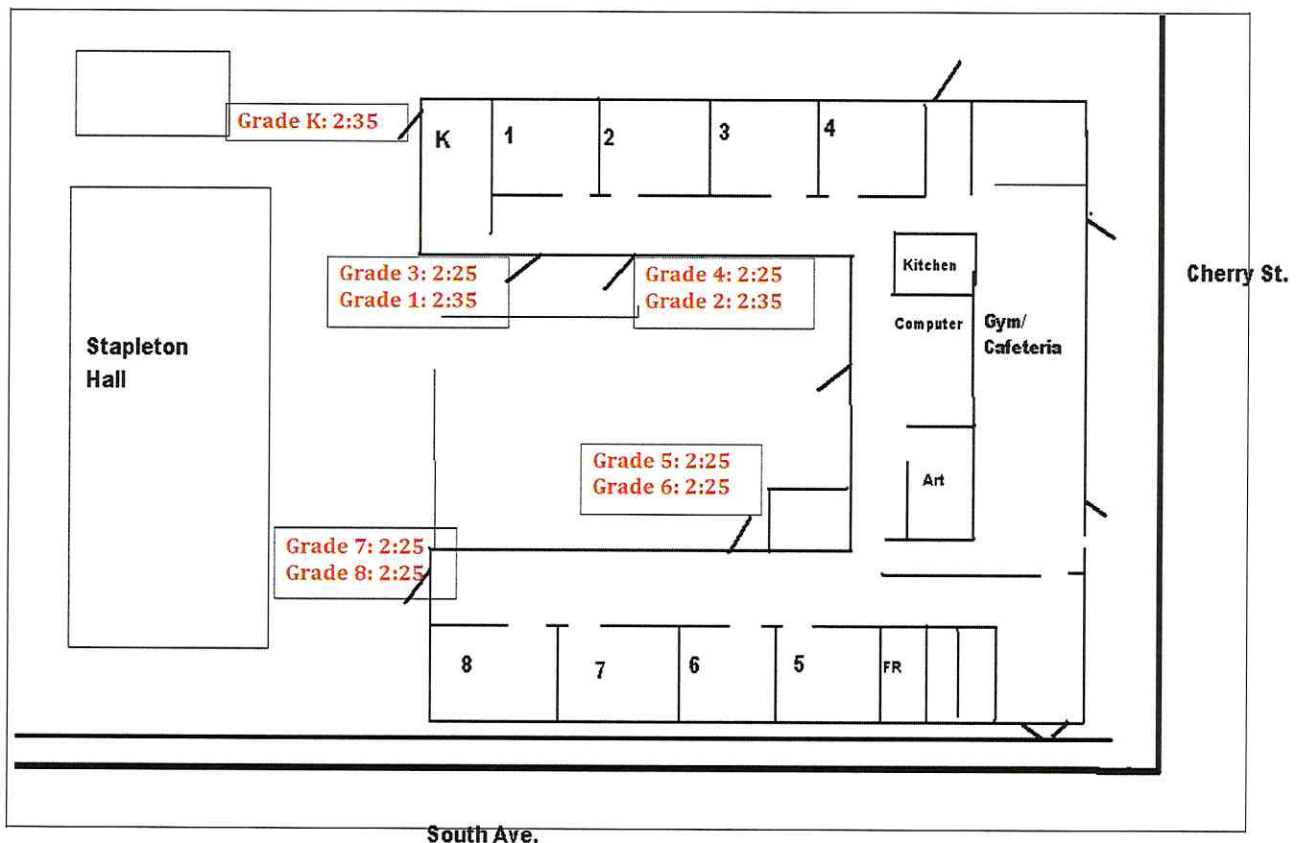 Grade K: 2:35
K
1
2
3
4
Grade 3: 2:25
Grade 1: 2:35
Grade 4: 2:25
Grade 2: 2:35
Kitchen
Cherry St.
Computer
Gym/
Cafeteria
Stapleton
Hall
Grade 5: 2:25
Grade 6: 2:25
Art
Grade 7: 2:25
Grade 8: 2:25
8
7
6
5
FR
South Ave.